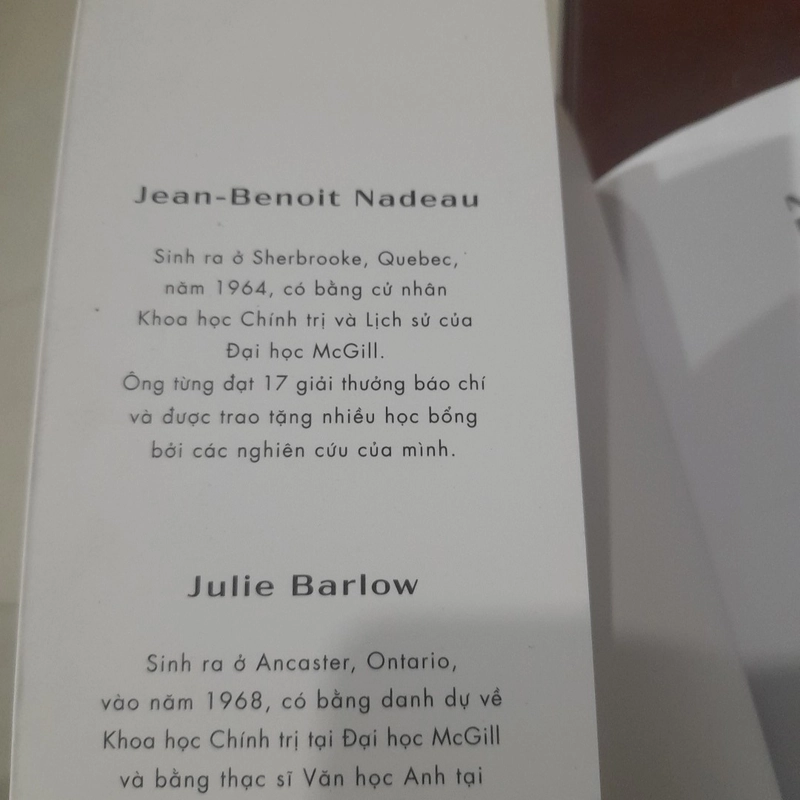 Jean-Benoit Nadeau
Sinh ra ở Sherbrooke, Quebec,
năm 1964, có bằng cử nhân
Khoa học Chính trị và Lịch sử của
Đại học McGill.
Ông từng đạt 17 giải thưởng báo chí
và được trao tặng nhiều học bổng
bởi các nghiên cứu của mình.
Julie Barlow
Sinh ra ở Ancaster, Ontario,
vào năm 1968, có bằng danh dự về
Khoa học Chính trị tại Đại học McGill
và bằng thạc sĩ Văn học Anh tại